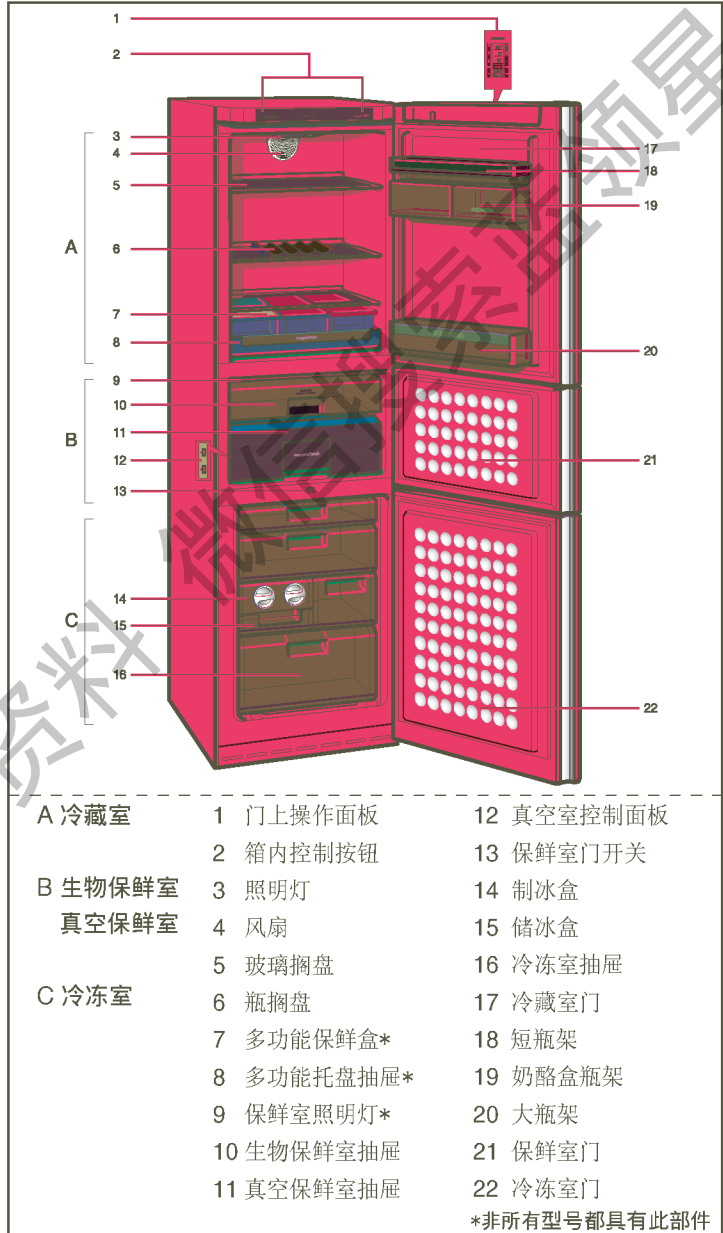 1
2
3
4
5
6
7
8
9
10
11
12
13
14
15
16
17
18
19
20
21
22
A
B
C
资料 微信搜索蓝领星
A 冷藏室
B 生物保鲜室
真空保鲜室
C 冷冻室
1 门上操作面板
2 箱内控制按钮
3 照明灯
4 风扇
5 玻璃搁盘
6 瓶搁盘
7 多功能保鲜盒*
8 多功能托盘抽屉*
9 保鲜室照明灯*
10 生物保鲜室抽屉
11 真空保鲜室抽屉
12 真空室控制面板
13 保鲜室门开关
14 制冰盒
15 储冰盒
16 冷冻室抽屉
17 冷藏室门
18 短瓶架
19 奶酪盒瓶架
20 大瓶架
21 保鲜室门
22 冷冻室门
*非所有型号都具有此部件